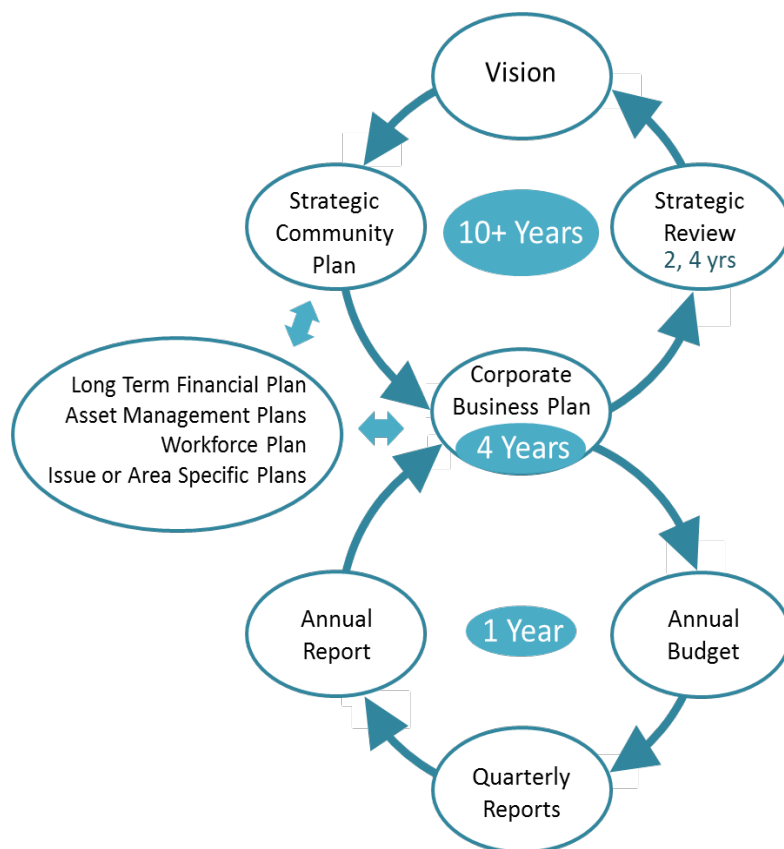 Vision
Strategic
Community
Plan
10+ Years
Strategic
Review
2, 4 yrs
Long Term Financial Plan
Asset Management Plans
Workforce Plan
Issue or Area Specific Plans
Corporate
Business Plan
4 Years
Annual
Report
1 Year
Annual
Budget
Quarterly
Reports